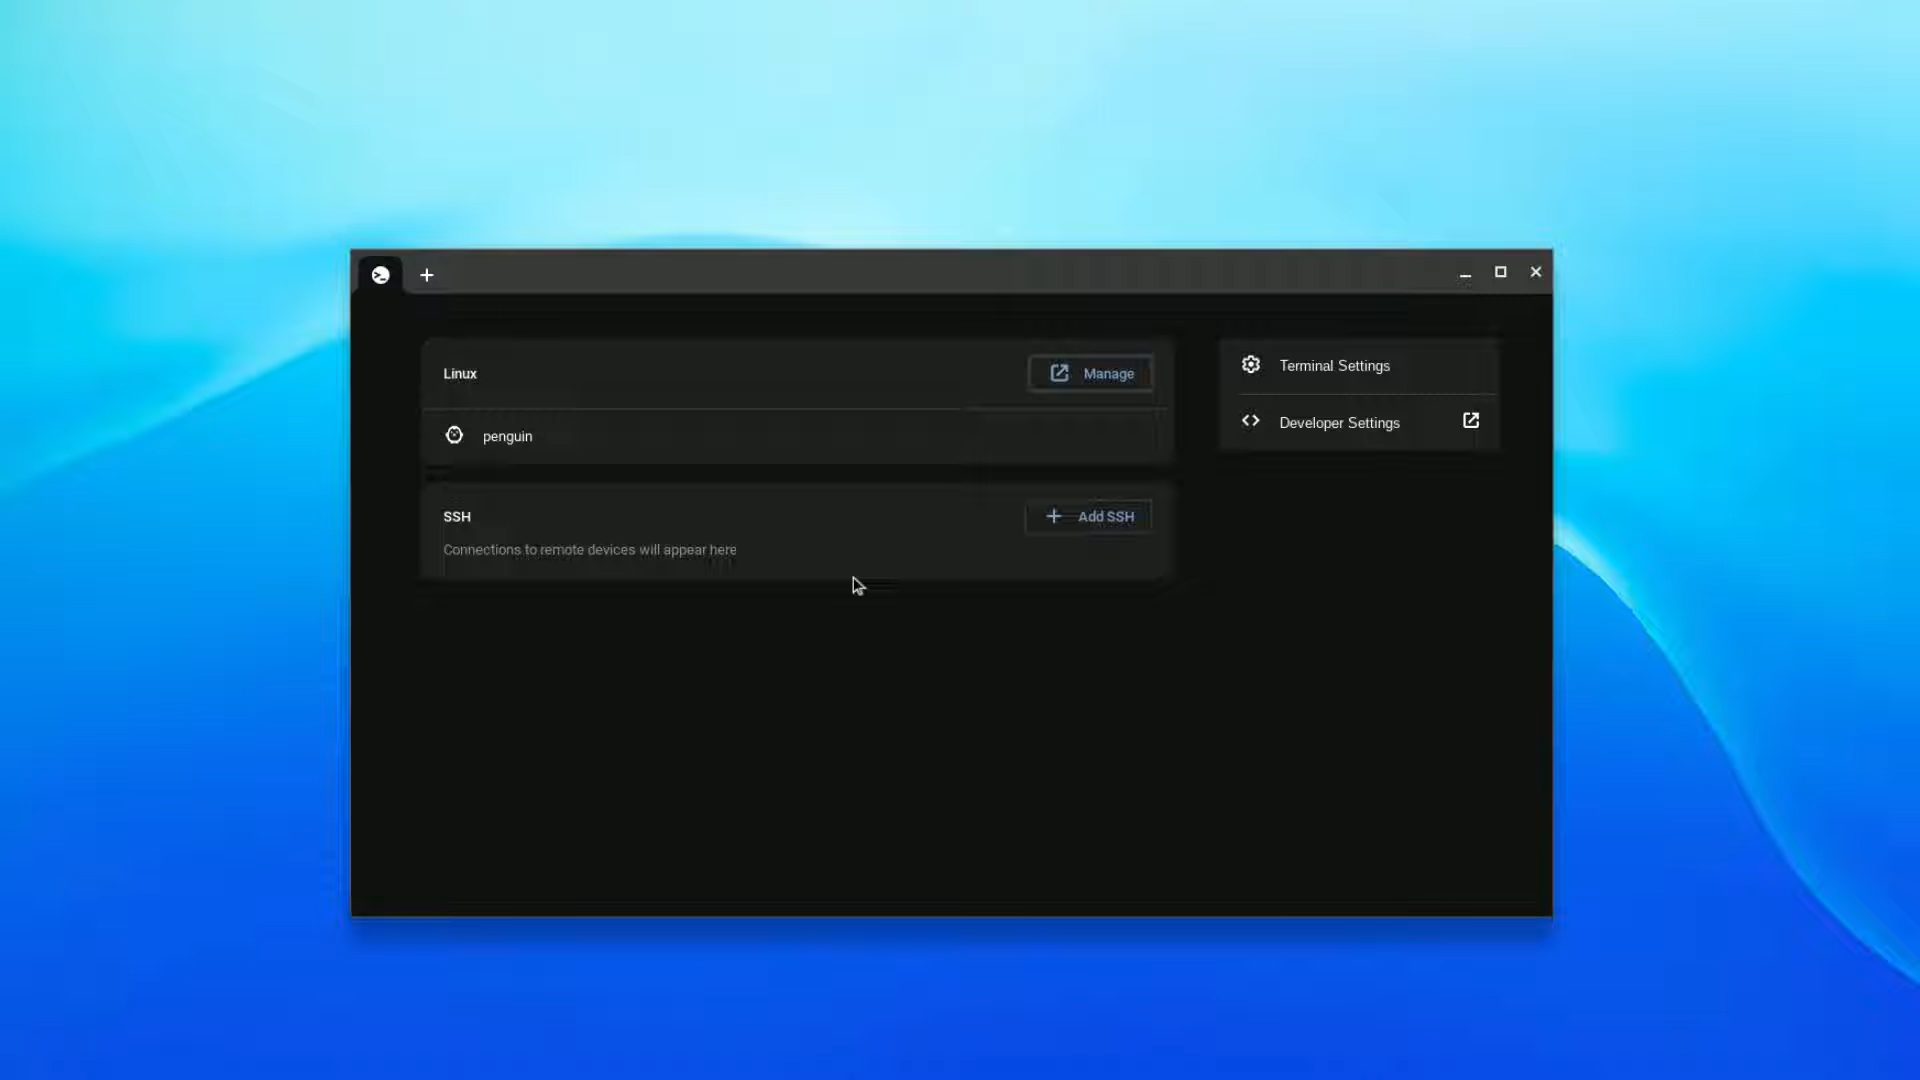 Linux
Manage
penguin
SSH
Add SSH
Connections to remote devices will appear here
Terminal Settings
Developer Settings